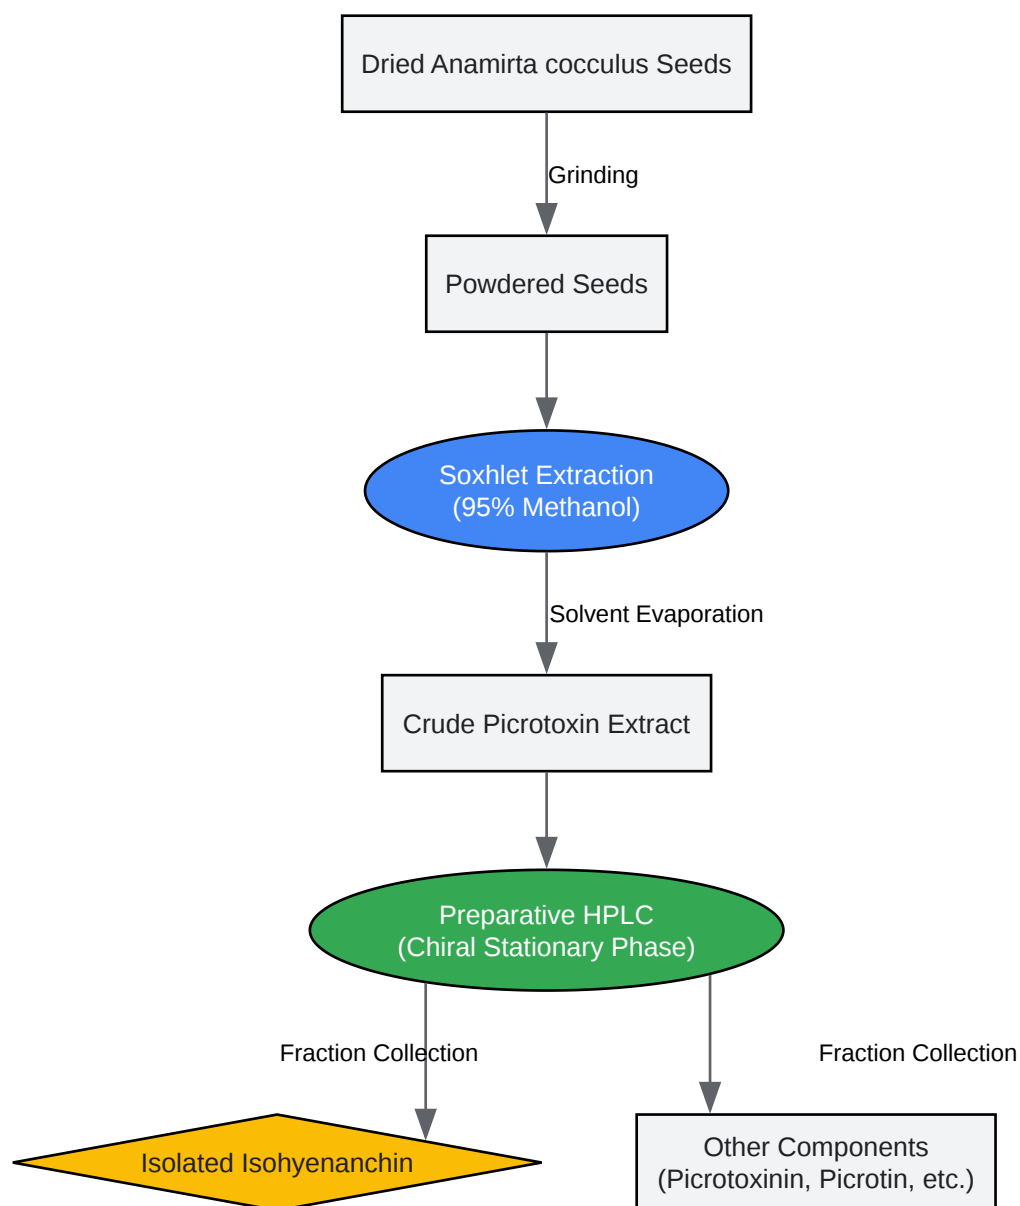 Dried Anamirta cocculus Seeds
Grinding
Powdered Seeds
Soxhlet Extraction
(95% Methanol)
Solvent Evaporation
Crude Picrotoxin Extract
Preparative HPLC
(Chiral Stationary Phase)
Fraction Collection
Fraction Collection
Isolated Isohyenanchin
Other Components
(Picrotoxinin, Picrotin, etc.)